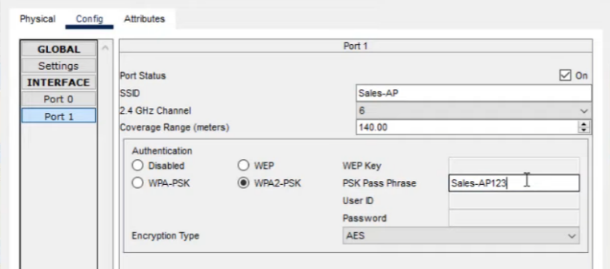 Physical Config Attributes
GLOBAL
Settings
INTERFACE
Port 0
Port 1
Port 1
Port Status On
SSID Sales-AP
2.4 GHz Channel 6
Coverage Range (meters) 140.00
Authentication
Disabled WEP WEP Key
WPA-PSK WPA2-PSK PSK Pass Phrase Sales-AP123
User ID
Password
Encryption Type AES